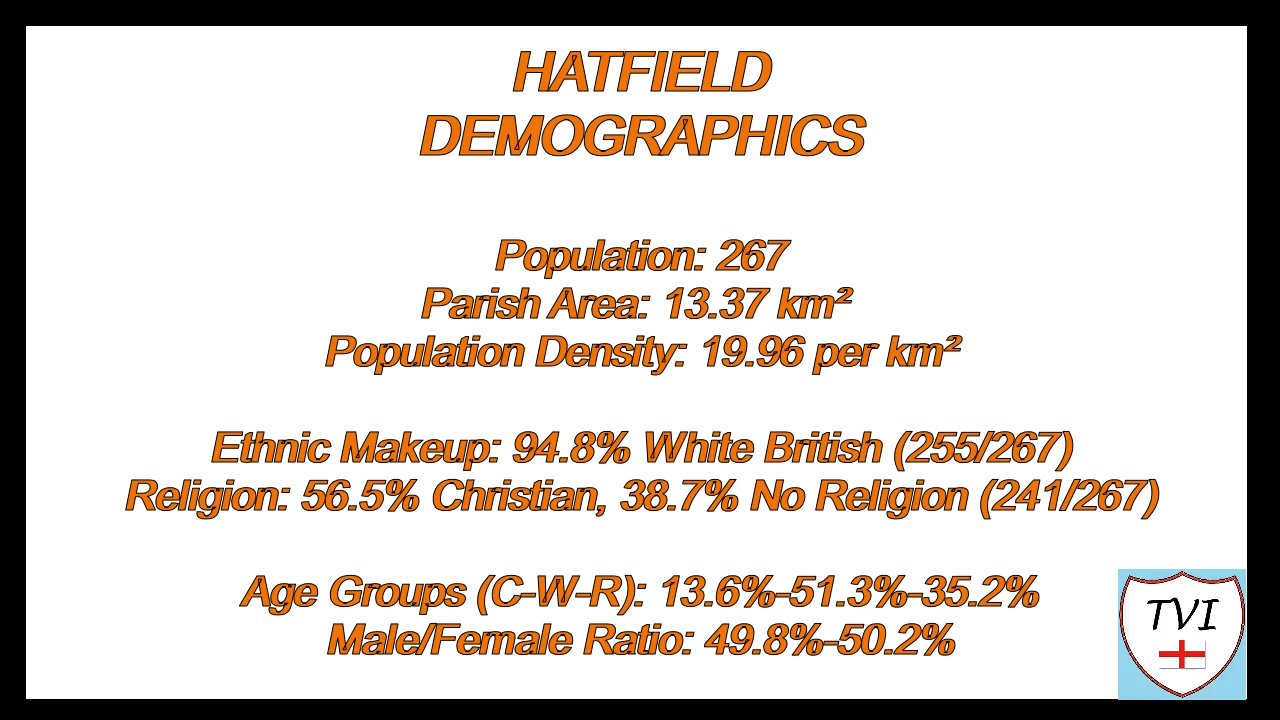 HATFIELD
DEMOGRAPHICS
Population: 267
Parish Area: 13.37 km²
Population Density: 19.96 per km²
Ethnic Makeup: 94.8% White British (255/267)
Religion: 56.5% Christian, 38.7% No Religion (241/267)
Age Groups (C-W-R): 13.6%-51.3%-35.2%
Male/Female Ratio: 49.8%-50.2%
TVI